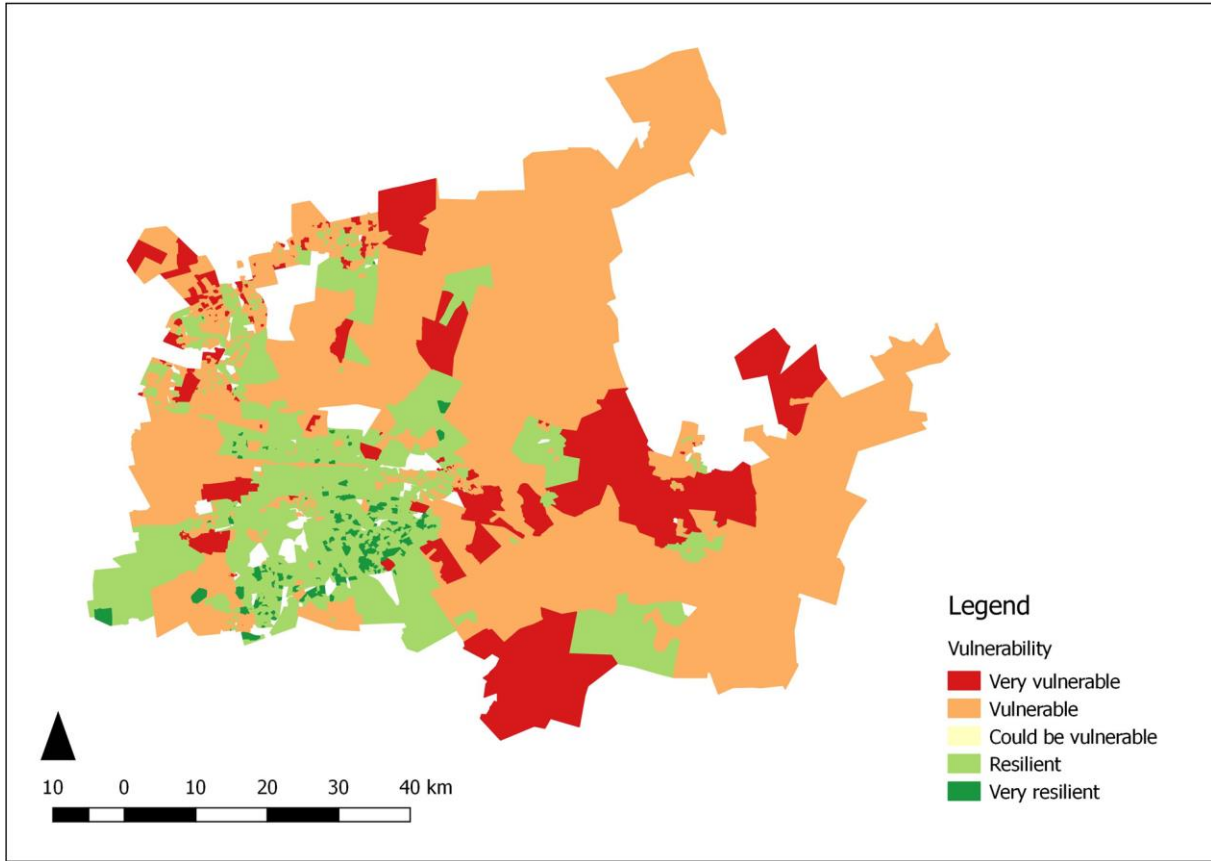 Legend
Vulnerability
Very vulnerable
Vulnerable
Could be vulnerable
Resilient
Very resilient
10 0 10 20 30 40 km